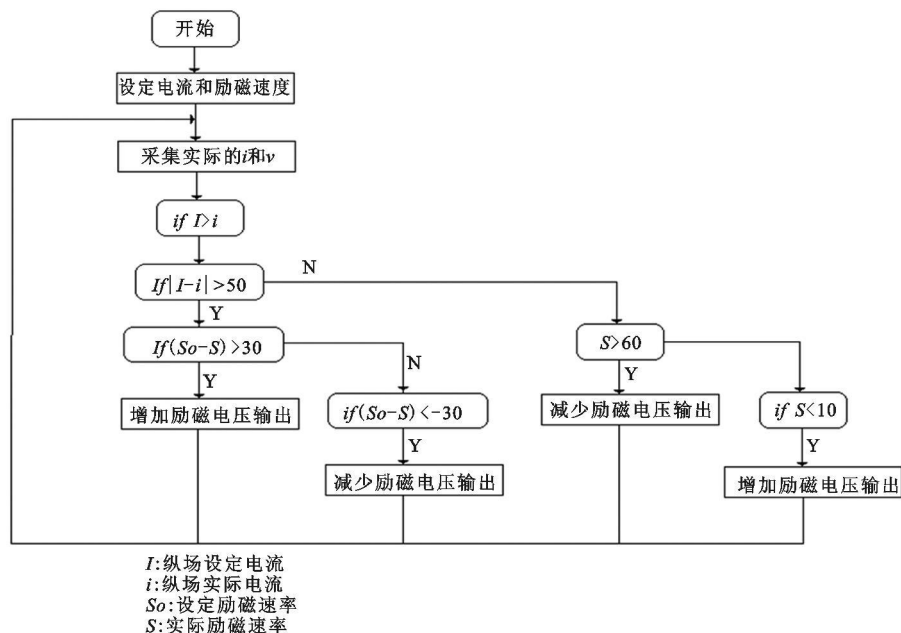 开始
设定电流和励磁速度
采集实际的i和v
if I>i
If|I-i|>50
N
Y
If(So-S)>30
N
Y
增加励磁电压输出
if(So-S)<-30
Y
减少励磁电压输出
S>60
Y
减少励磁电压输出
if S<10
Y
增加励磁电压输出
I:纵场设定电流
i:纵场实际电流
So:设定励磁速率
S:实际励磁速率